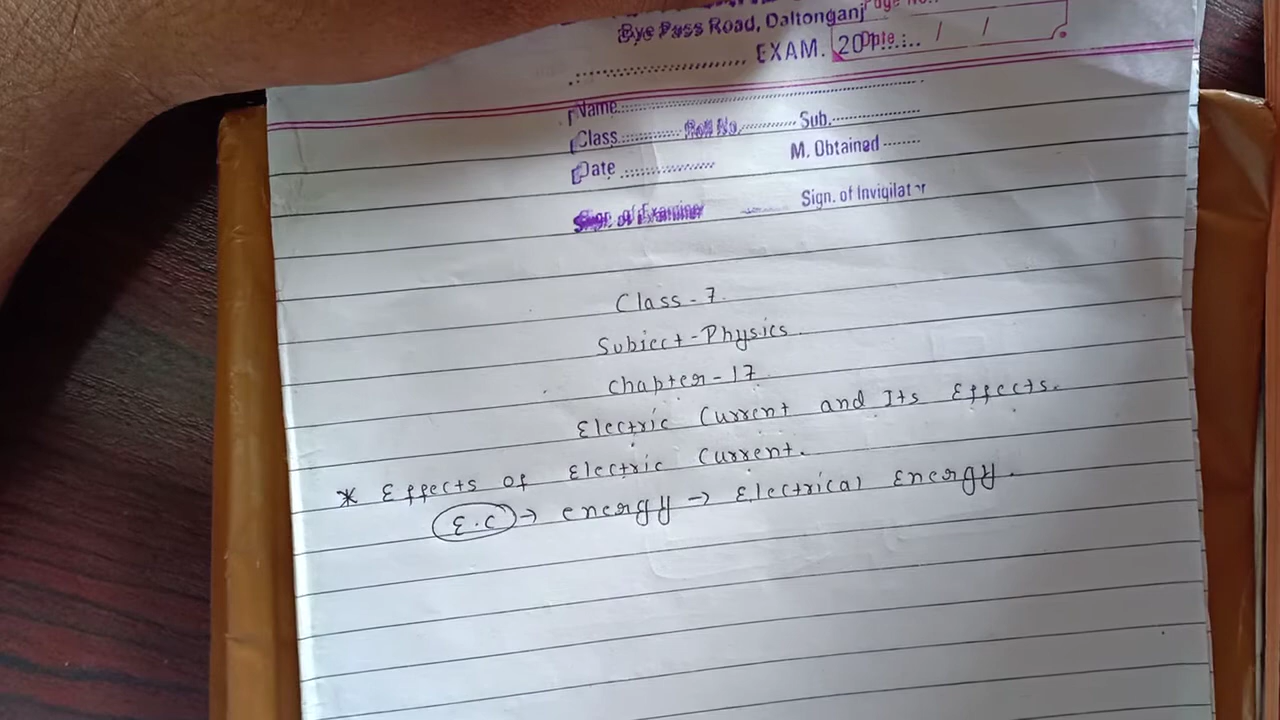 Bye Pass Road, Daltonganj
EXAM. 201.....
Date : / /
Name
Class Roll No. Sub.
Date M. Obtained
Sign. of Examiner Sign. of Invigilator
Class - 7.
Subject - Physics.
Chapter - 17
Electric Current and Its Effects.
* Effects of Electric Current.
E.C → energy → Electrical Energy.